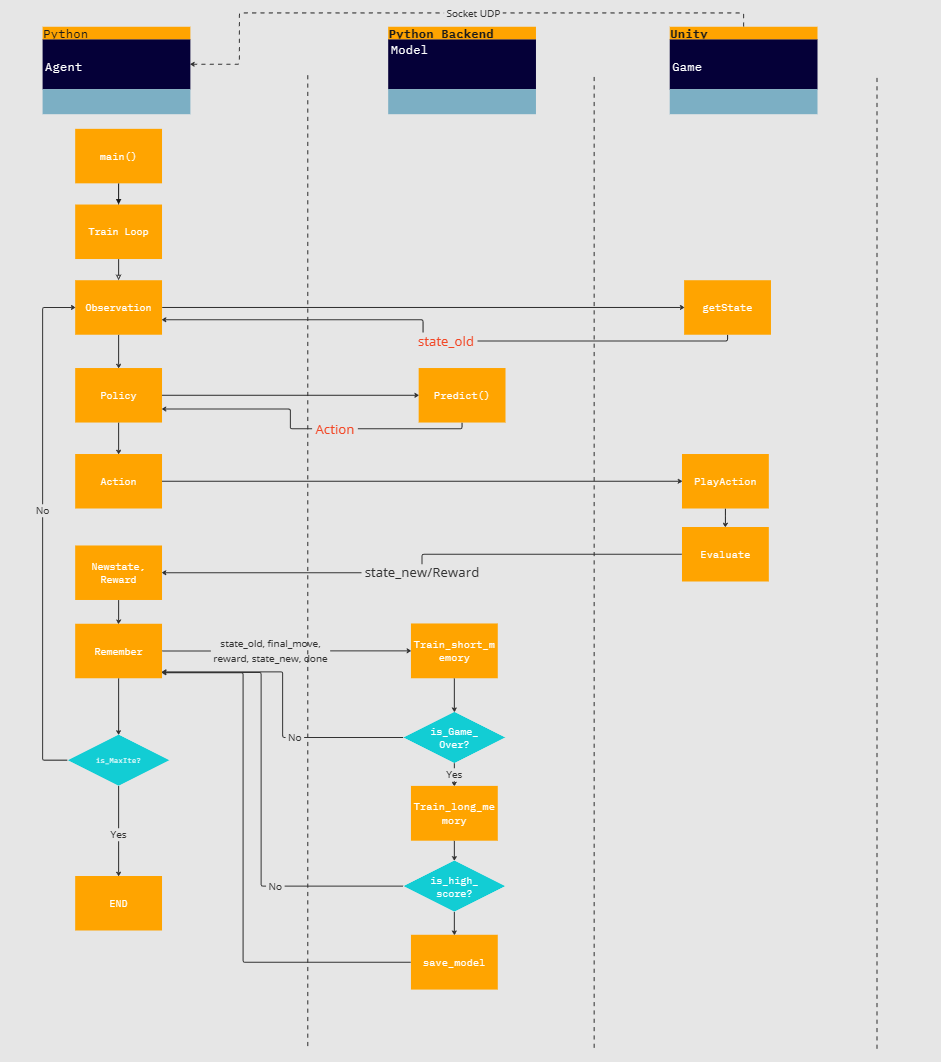 Socket UDP
Python
Agent
Python Backend
Model
Unity
Game
main()
Train Loop
Observation
getState
state_old
Policy
Predict()
Action
Action
PlayAction
No
Evaluate
Newstate,
Reward
state_new/Reward
Remember
state_old, final_move,
reward, state_new, done
Train_short_m
emory
is_Game_
Over?
No
is_MaxIte?
Yes
Train_long_me
mory
Yes
is_high_
score?
No
END
save_model